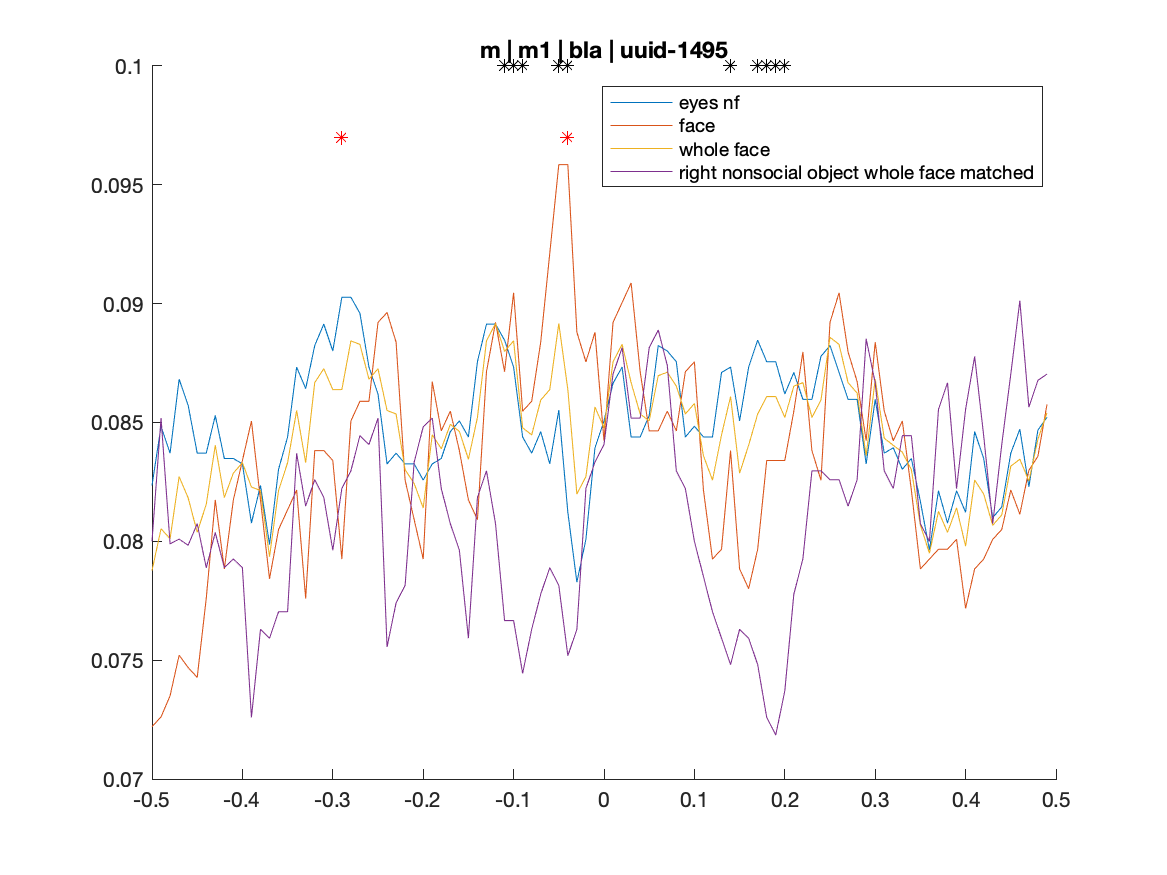 m | m1 | bla | uuid-1495
0.1
0.095
0.09
0.085
0.08
0.075
0.07
-0.5 -0.4 -0.3 -0.2 -0.1 0 0.1 0.2 0.3 0.4 0.5
eyes nf
face
whole face
right nonsocial object whole face matched